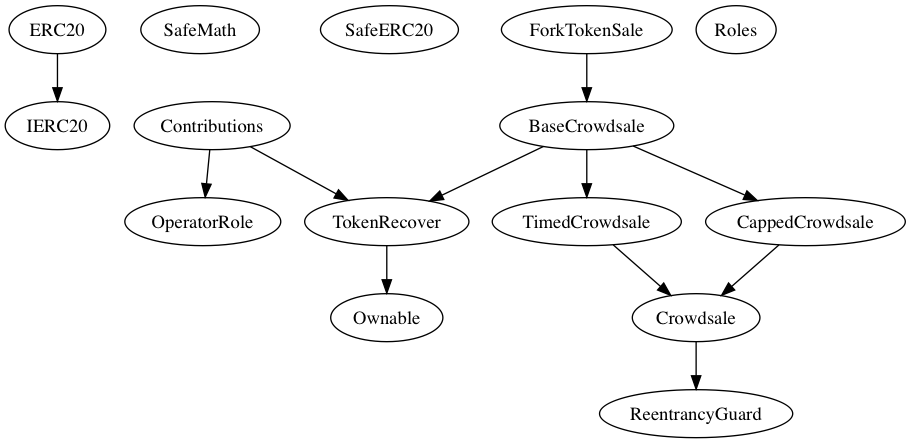 ERC20
SafeMath
SafeERC20
ForkTokenSale
Roles
IERC20
Contributions
BaseCrowdsale
OperatorRole
TokenRecover
TimedCrowdsale
CappedCrowdsale
Ownable
Crowdsale
ReentrancyGuard